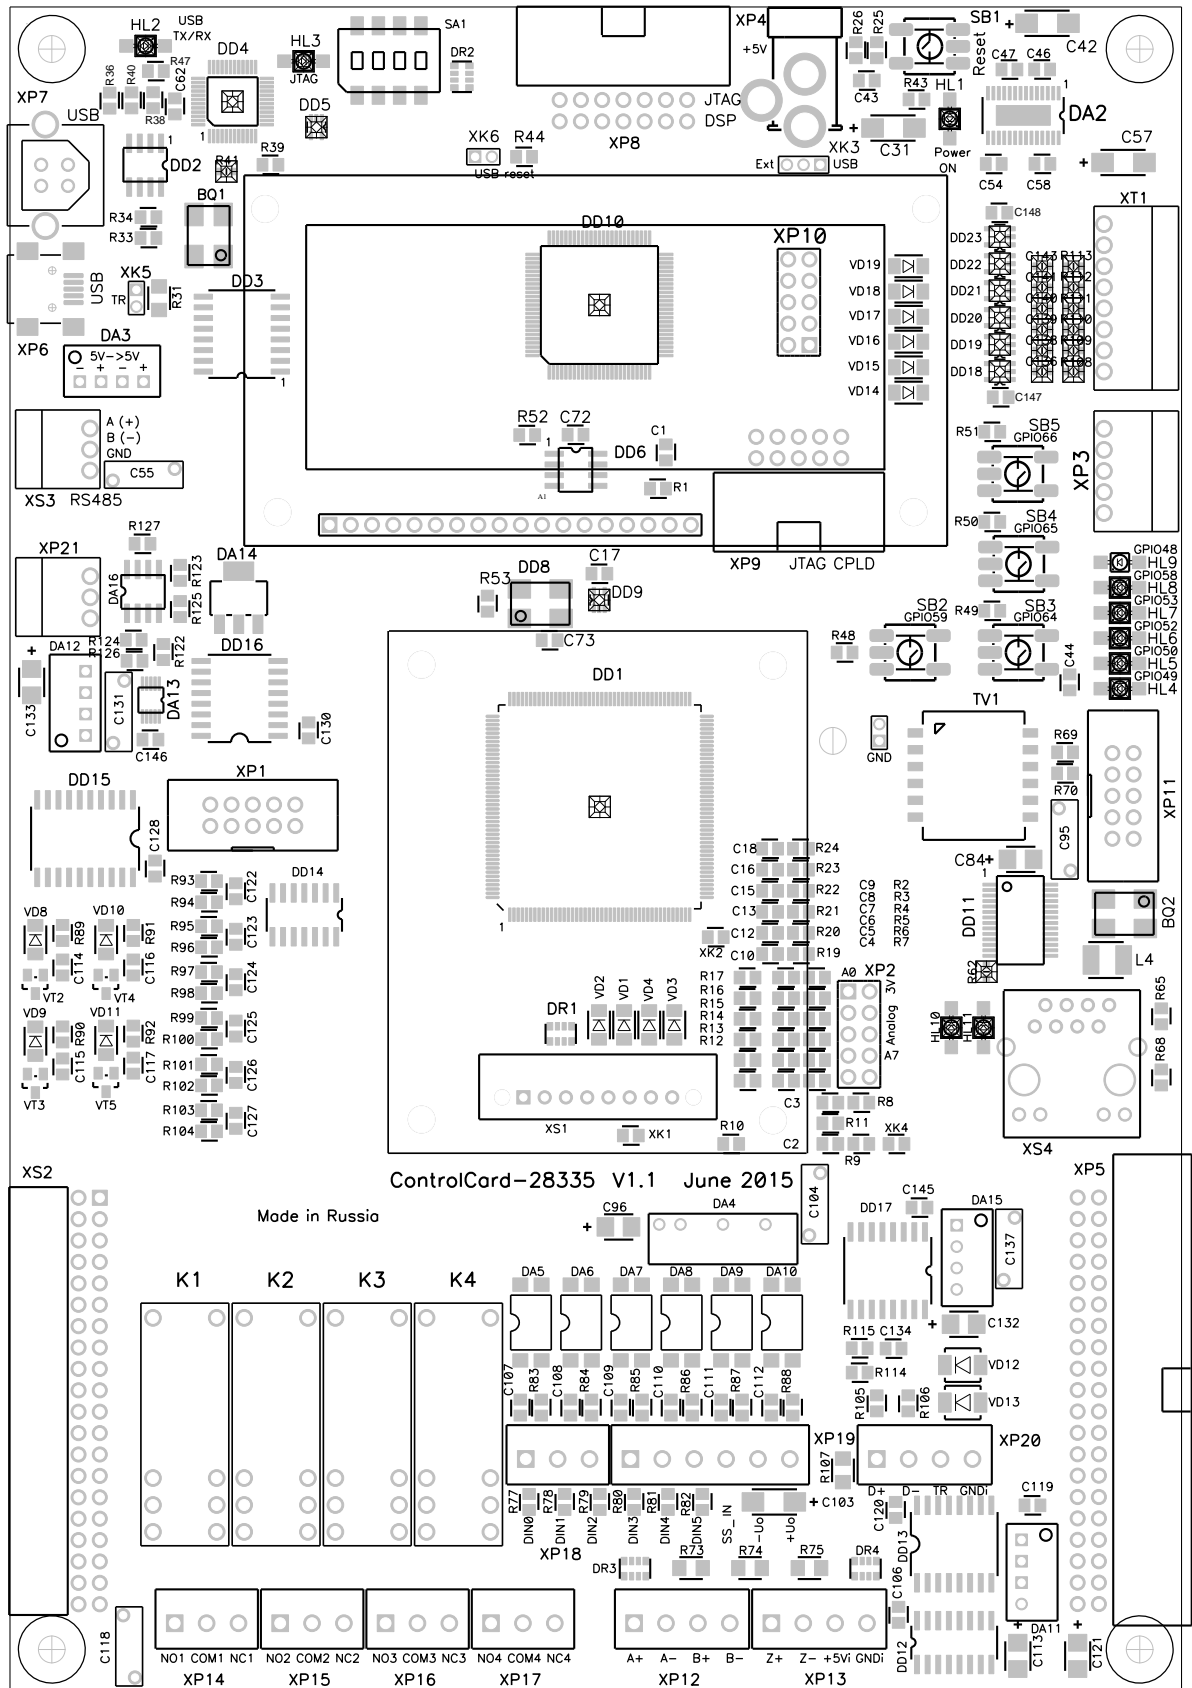 HL2 USB TX/RX
DD4
HL3
JTAG
SA1
DR2
XP4
+5V
R26
R25
SB1
Reset
C42
C47
C46
R36
R40
R47
C62
R38
XP7
USB
1
DD5
JTAG
DSP
XP8
C43
R43
HL1
DA2
1
XK3
C31
Power ON
C57
DD2
1
R41
R39
XK6
R44
USB reset
Ext
USB
C54
C58
BQ1
R34
R33
DD10
XP10
C148
XT1
DD23
DD22
DD21
DD20
DD19
DD18
C147
VD19
VD18
VD17
VD16
VD15
VD14
C143
R113
XK5
TR
R31
USB
DD3
1
XP6
DA3
5V->5V
- + - +
A (+)
B (-)
GND
C55
XS3
RS485
R52
C72
DD6
1
A1
C1
R1
R51
SB5
GPIO66
XP3
R50
SB4
GPIO65
XP9
JTAG CPLD
R127
XP21
DA16
R123
R125
DA14
R53
DD8
C17
DD9
C73
R49
SB3
GPIO64
SB2
GPIO59
R48
C44
GPIO48
HL9
GPIO58
HL8
GPIO53
HL7
GPIO52
HL6
GPIO50
HL5
GPIO49
HL4
R124
R126
R122
DA12
C133
C131
DA13
C146
DD16
C130
DD1
1
GND
TV1
R69
R70
XP11
C95
DD15
C128
XP1
DD14
R93
R94
R95
R96
R97
R98
R99
R100
R101
R102
R103
R104
C122
C123
C124
C125
C126
C127
VD8
R89
VD10
R91
C114
C116
VT2
VT4
VD9
R90
VD11
R92
C115
C117
VT3
VT5
C18
R24
C16
R23
C15
R22
C13
R21
C12
R20
C10
R19
C9 R2
C8 R3
C7 R4
C6 R5
C5 R6
C4 R7
XK2
R17
R16
R15
R14
R13
R12
A0
XP2
3V
Analog
A7
C84
1
DD11
R62
BQ2
L4
HL10
HL11
R65
R68
XS4
VD2
VD1
VD4
VD3
DR1
XS1
XK1
R10
C3
R8
R11
C2
R9
XK4
ControlCard-28335 V1.1 June 2015
Made in Russia
XS2
XP5
C96
DA4
C104
DD17
C145
DA15
C137
K1
K2
K3
K4
DA5
DA6
DA7
DA8
DA9
DA10
C132
R115
C134
R114
VD12
VD13
R105
R106
C107
R83
C108
R84
C109
R85
C110
R86
C111
R87
C112
R88
XP19
R107
XP20
D+ D- TR GNDi
R77
R78
R79
R80
R81
R82
DIN0
DIN1
DIN2
DIN3
DIN4
DIN5
SS_IN
-Uo
+Uo
C103
C120
DD13
C119
XP18
DR3
R73
R74
R75
DR4
C106
DD12
DA11
C113
C121
C118
NO1 COM1 NC1
NO2 COM2 NC2
NO3 COM3 NC3
NO4 COM4 NC4
A+ A- B+ B-
Z+ Z- +5Vi GNDi
XP14
XP15
XP16
XP17
XP12
XP13